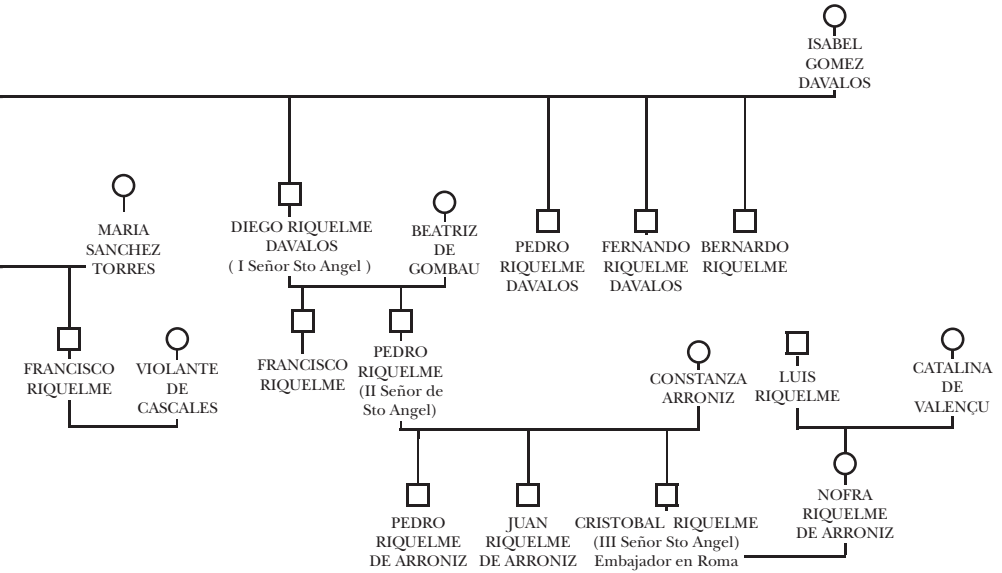 ISABEL
GOMEZ
DAVALOS
MARIA
SANCHEZ
TORRES
DIEGO RIQUELME
DAVALOS
( I Señor Sto Angel )
BEATRIZ
DE
GOMBAU
PEDRO
RIQUELME
DAVALOS
FERNANDO
RIQUELME
DAVALOS
BERNARDO
RIQUELME
FRANCISCO
RIQUELME
VIOLANTE
DE
CASCALES
FRANCISCO
RIQUELME
PEDRO
RIQUELME
(II Señor de
Sto Angel)
CONSTANZA
ARRONIZ
LUIS
RIQUELME
CATALINA
DE
VALENÇU
PEDRO
RIQUELME
DE ARRONIZ
JUAN
RIQUELME
DE ARRONIZ
CRISTOBAL RIQUELME
(III Señor Sto Angel)
Embajador en Roma
NOFRA
RIQUELME
DE ARRONIZ